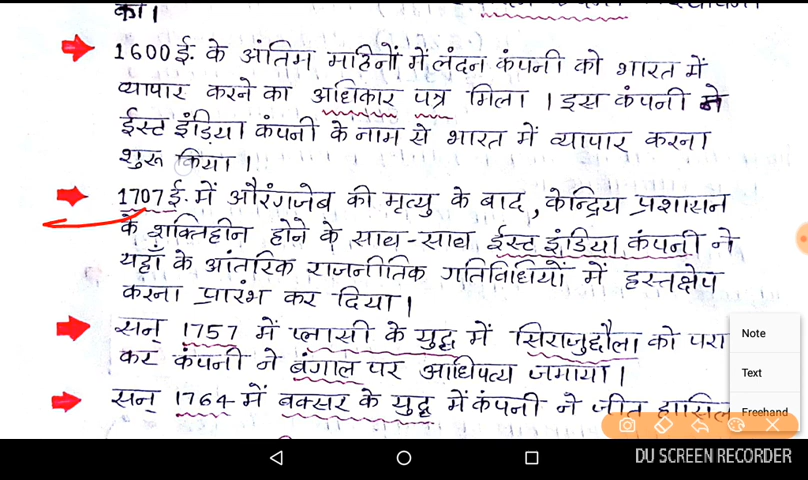 का।
1600 ई. के अंतिम माहिनों में लंदन कंपनी को भारत में
व्यापार करने का अधिकार पत्र मिला । इस कंपनी ने
ईस्ट इंडिया कंपनी के नाम से भारत में व्यापार करना
शुरू किया ।
1707 ई. में औरंगजेब की मृत्यु के बाद, केन्द्रिय प्रशासन
के शक्तिहीन होने के साथ-साथ ईस्ट इंडिया कंपनी ने
यहाँ के आंतरिक राजनीतिक गतिविधियों में हस्तक्षेप
करना प्रारंभ कर दिया।
सन् 1757 में प्लासी के युद्ध में सिराजुद्दौला को परा
कर कंपनी ने बंगाल पर आधिपत्य जमाया।
सन् 1764 में बक्सर के युद्ध में कंपनी ने जीत हासिल
Note
Text
Freehand
DU SCREEN RECORDER